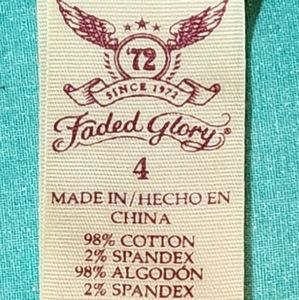 '72
SINCE 1972
Faded Glory®
4
MADE IN/HECHO EN
CHINA
98% COTTON
2% SPANDEX
98% ALGODÓN
2% SPANDEX